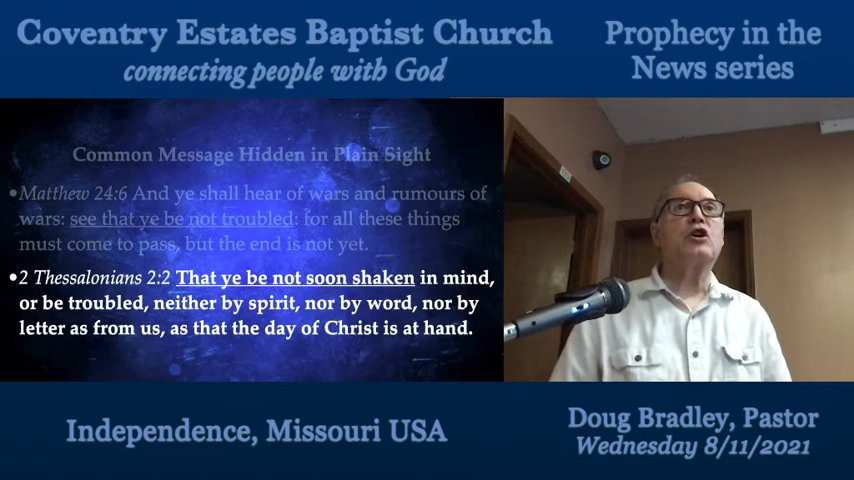 Coventry Estates Baptist Church
connecting people with God
Prophecy in the
News series
Common Message Hidden in Plain Sight
•Matthew 24:6 And ye shall hear of wars and rumours of
wars: see that ye be not troubled: for all these things
must come to pass, but the end is not yet.
•2 Thessalonians 2:2 That ye be not soon shaken in mind,
or be troubled, neither by spirit, nor by word, nor by
letter as from us, as that the day of Christ is at hand.
Independence, Missouri USA
Doug Bradley, Pastor
Wednesday 8/11/2021